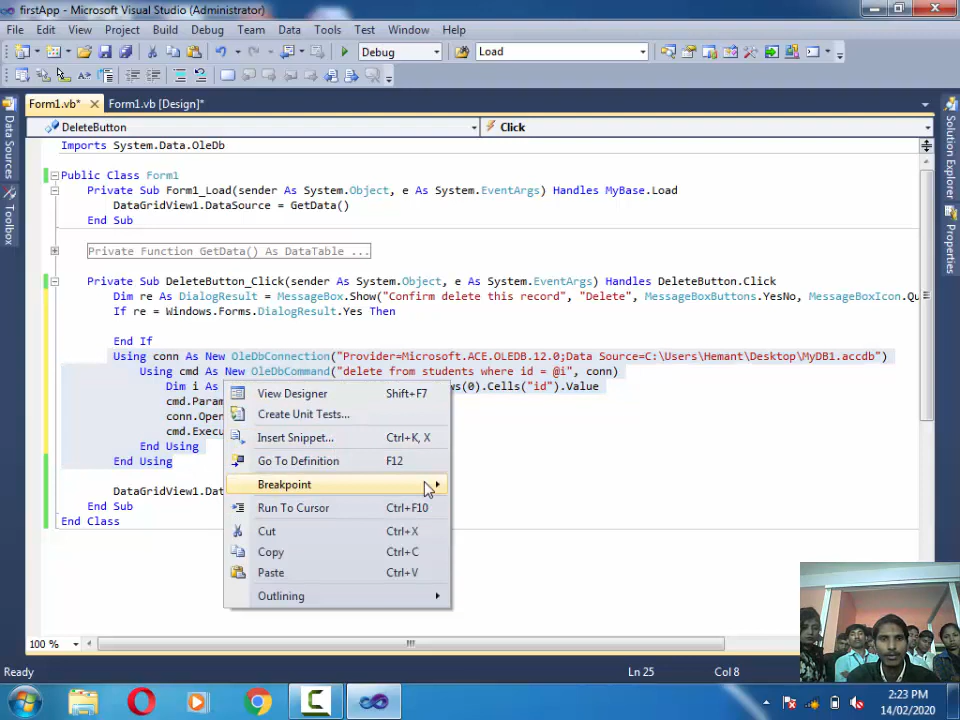 firstApp - Microsoft Visual Studio (Administrator)
File Edit View Project Build Debug Team Data Tools Test Window Help
Debug Load
Form1.vb* Form1.vb [Design]*
DeleteButton Click
Data Sources
Toolbox
Solution Explorer
Properties
Imports System.Data.OleDb
Public Class Form1
Private Sub Form1_Load(sender As System.Object, e As System.EventArgs) Handles MyBase.Load
DataGridView1.DataSource = GetData()
End Sub
Private Function GetData() As DataTable ...
Private Sub DeleteButton_Click(sender As System.Object, e As System.EventArgs) Handles DeleteButton.Click
Dim re As DialogResult = MessageBox.Show("Confirm delete this record", "Delete", MessageBoxButtons.YesNo, MessageBoxIcon.Qu
If re = Windows.Forms.DialogResult.Yes Then
End If
Using conn As New OleDbConnection("Provider=Microsoft.ACE.OLEDB.12.0;Data Source=C:\Users\Hemant\Desktop\MyDB1.accdb")
Using cmd As New OleDbCommand("delete from students where id = @i", conn)
Dim i As ws(0).Cells("id").Value
cmd.Param
conn.Open
cmd.Execu
End Using
End Using
DataGridView1.Dat
End Sub
End Class
View Designer Shift+F7
Create Unit Tests...
Insert Snippet... Ctrl+K, X
Go To Definition F12
Breakpoint
Run To Cursor Ctrl+F10
Cut Ctrl+X
Copy Ctrl+C
Paste Ctrl+V
Outlining
100 %
Ready Ln 25 Col 8
2:23 PM
14/02/2020